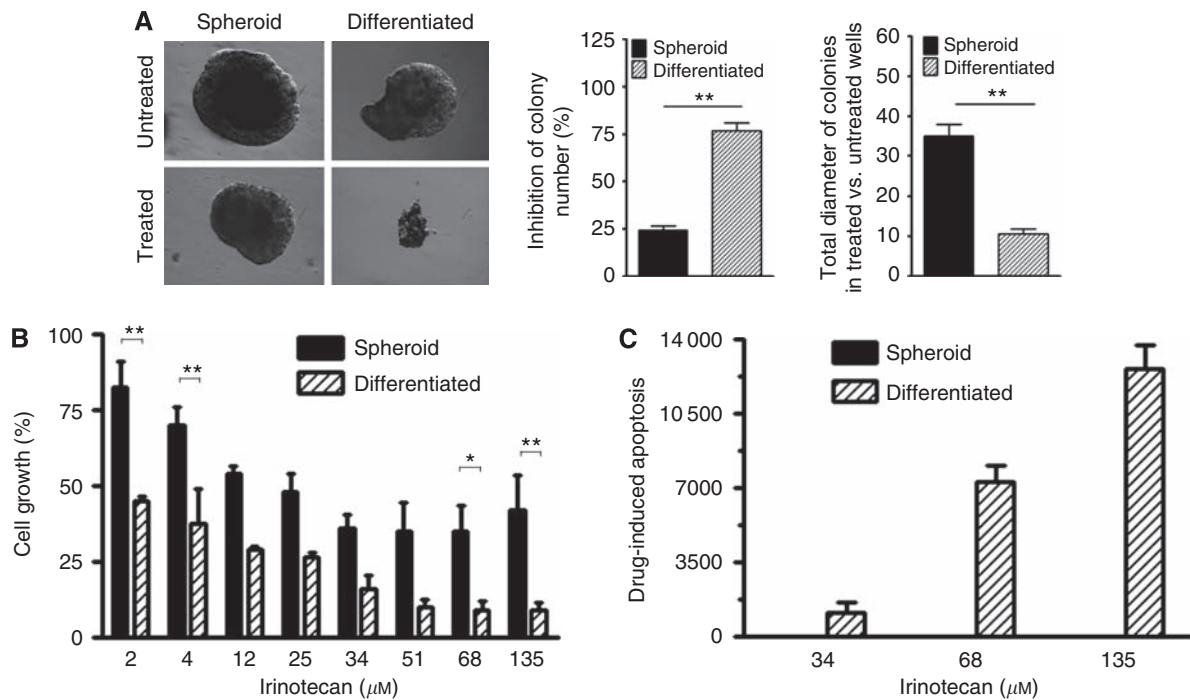 A
Spheroid Differentiated
Untreated
Treated
Inhibition of colony
number (%)
125
100
75
50
25
0
Spheroid
Differentiated
**
Total diameter of colonies
in treated vs. untreated wells
60
50
40
30
20
10
0
Spheroid
Differentiated
**
B
Cell growth (%)
100
75
50
25
0
Spheroid
Differentiated
**
**
*
**
2 4 12 25 34 51 68 135
Irinotecan (μM)
C
Drug-induced apoptosis
14 000
10 500
7000
3500
0
Spheroid
Differentiated
34 68 135
Irinotecan (μM)